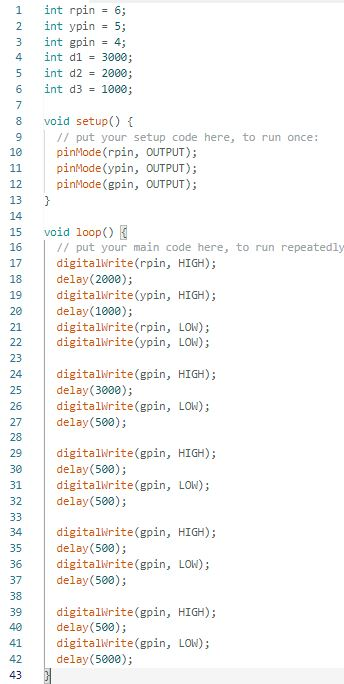 1 int rpin = 6;
2 int ypin = 5;
3 int gpin = 4;
4 int d1 = 3000;
5 int d2 = 2000;
6 int d3 = 1000;
7
8 void setup() {
9 // put your setup code here, to run once:
10 pinMode(rpin, OUTPUT);
11 pinMode(ypin, OUTPUT);
12 pinMode(gpin, OUTPUT);
13 }
14
15 void loop() {
16 // put your main code here, to run repeatedly
17 digitalWrite(rpin, HIGH);
18 delay(2000);
19 digitalWrite(ypin, HIGH);
20 delay(1000);
21 digitalWrite(rpin, LOW);
22 digitalWrite(ypin, LOW);
23
24 digitalWrite(gpin, HIGH);
25 delay(3000);
26 digitalWrite(gpin, LOW);
27 delay(500);
28
29 digitalWrite(gpin, HIGH);
30 delay(500);
31 digitalWrite(gpin, LOW);
32 delay(500);
33
34 digitalWrite(gpin, HIGH);
35 delay(500);
36 digitalWrite(gpin, LOW);
37 delay(500);
38
39 digitalWrite(gpin, HIGH);
40 delay(500);
41 digitalWrite(gpin, LOW);
42 delay(5000);
43 }